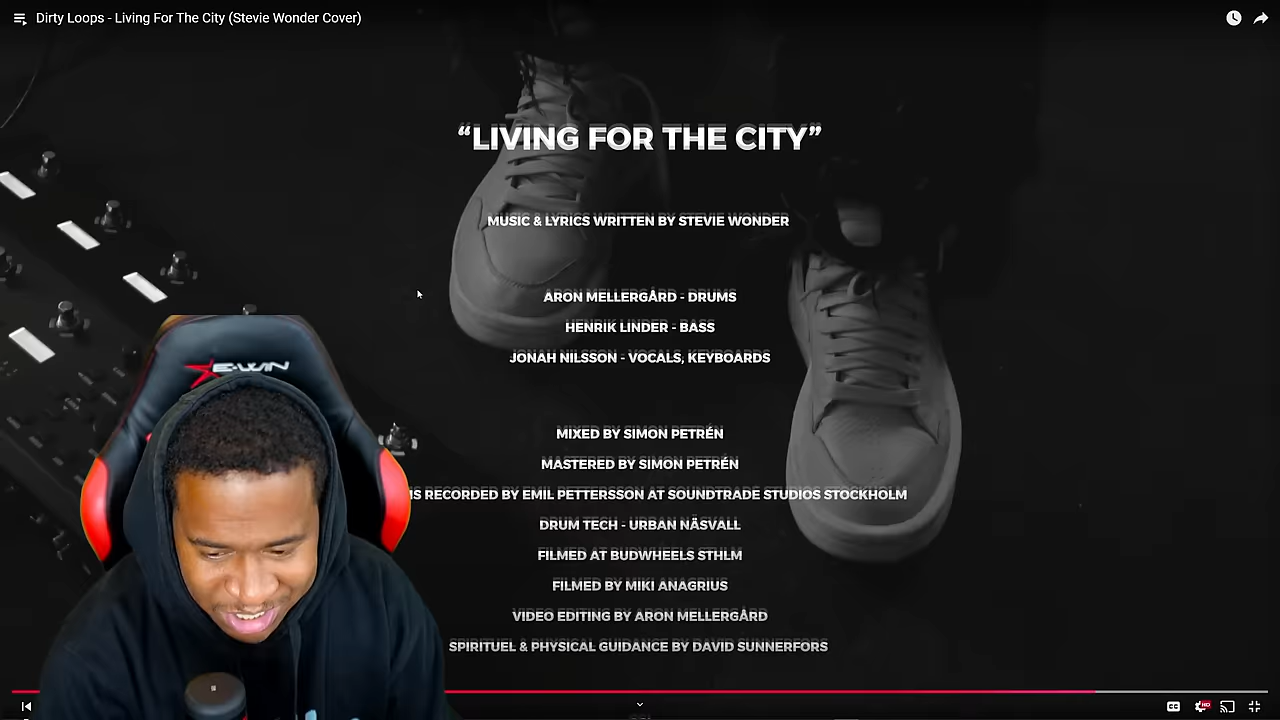 Dirty Loops - Living For The City (Stevie Wonder Cover)
“LIVING FOR THE CITY”
MUSIC & LYRICS WRITTEN BY STEVIE WONDER
ARON MELLERGÅRD - DRUMS
HENRIK LINDER - BASS
JONAH NILSSON - VOCALS, KEYBOARDS
E-WIN
MIXED BY SIMON PETRÉN
MASTERED BY SIMON PETRÉN
RECORDED BY EMIL PETTERSSON AT SOUNDTRADE STUDIOS STOCKHOLM
DRUM TECH - URBAN NÄSVALL
FILMED AT BUDWHEELS STHLM
FILMED BY MIKI ANAGRIUS
VIDEO EDITING BY ARON MELLERGÅRD
SPIRITUEL & PHYSICAL GUIDANCE BY DAVID SUNNERFORS
CC HD